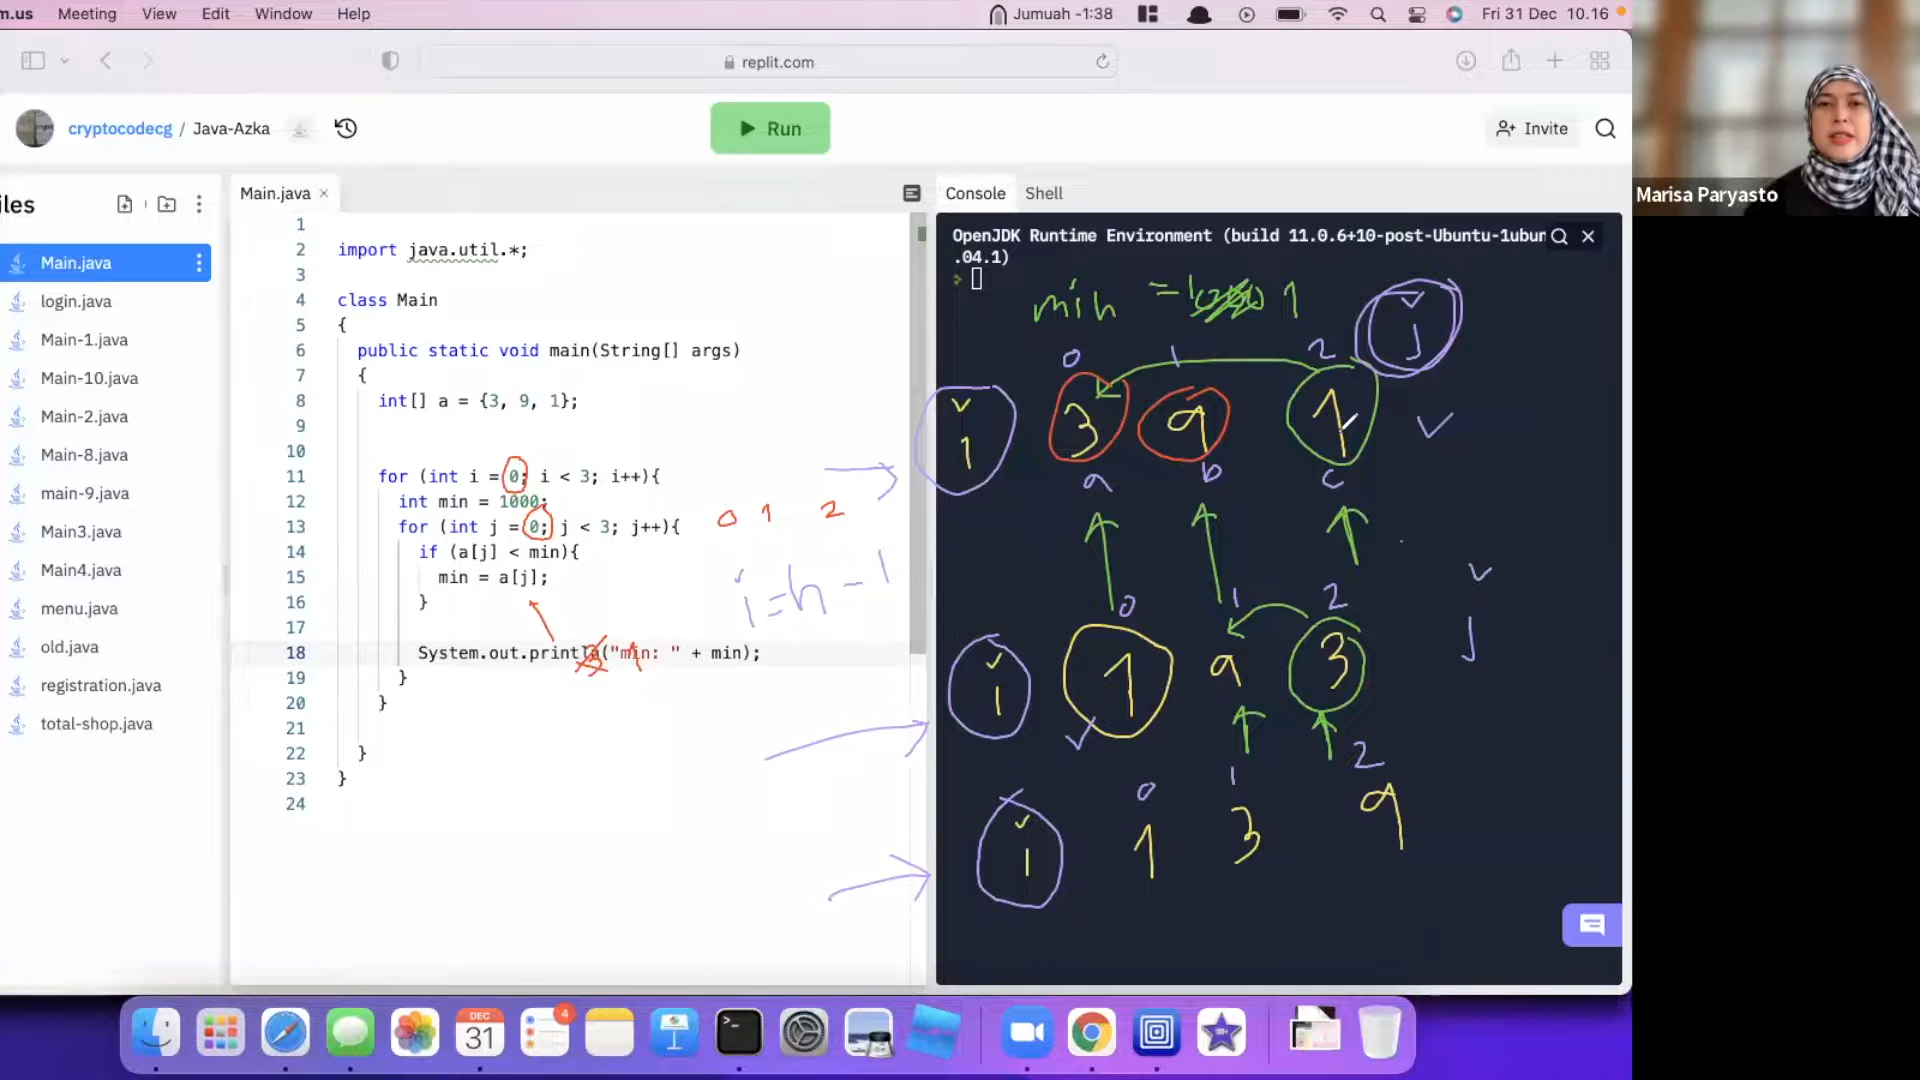 m.us Meeting View Edit Window Help Jumuah -1:38 Fri 31 Dec 10.16
replit.com
cryptocodecg / Java-Azka Run Invite
Marisa Paryasto
iles
Main.java
login.java
Main-1.java
Main-10.java
Main-2.java
Main-8.java
main-9.java
Main3.java
Main4.java
menu.java
old.java
registration.java
total-shop.java
Main.java ×
1
2 import java.util.*;
3
4 class Main
5 {
6 public static void main(String[] args)
7 {
8 int[] a = {3, 9, 1};
9
10
11 for (int i = 0; i < 3; i++){
12 int min = 1000;
13 for (int j = 0; j < 3; j++){
14 if (a[j] < min){
15 min = a[j];
16 }
17
18 System.out.println("min: " + min);
19 }
20 }
21
22 }
23 }
24
0 1 2
i = n - 1
3 1
Console Shell
OpenJDK Runtime Environment (build 11.0.6+10-post-Ubuntu-1ubun
.04.1)
min = 1
0 1 2 j
i 3 9 1
a b c
0 1 2
i 1 9 3 j
0 1 2
i 1 3 9
DEC
31
4